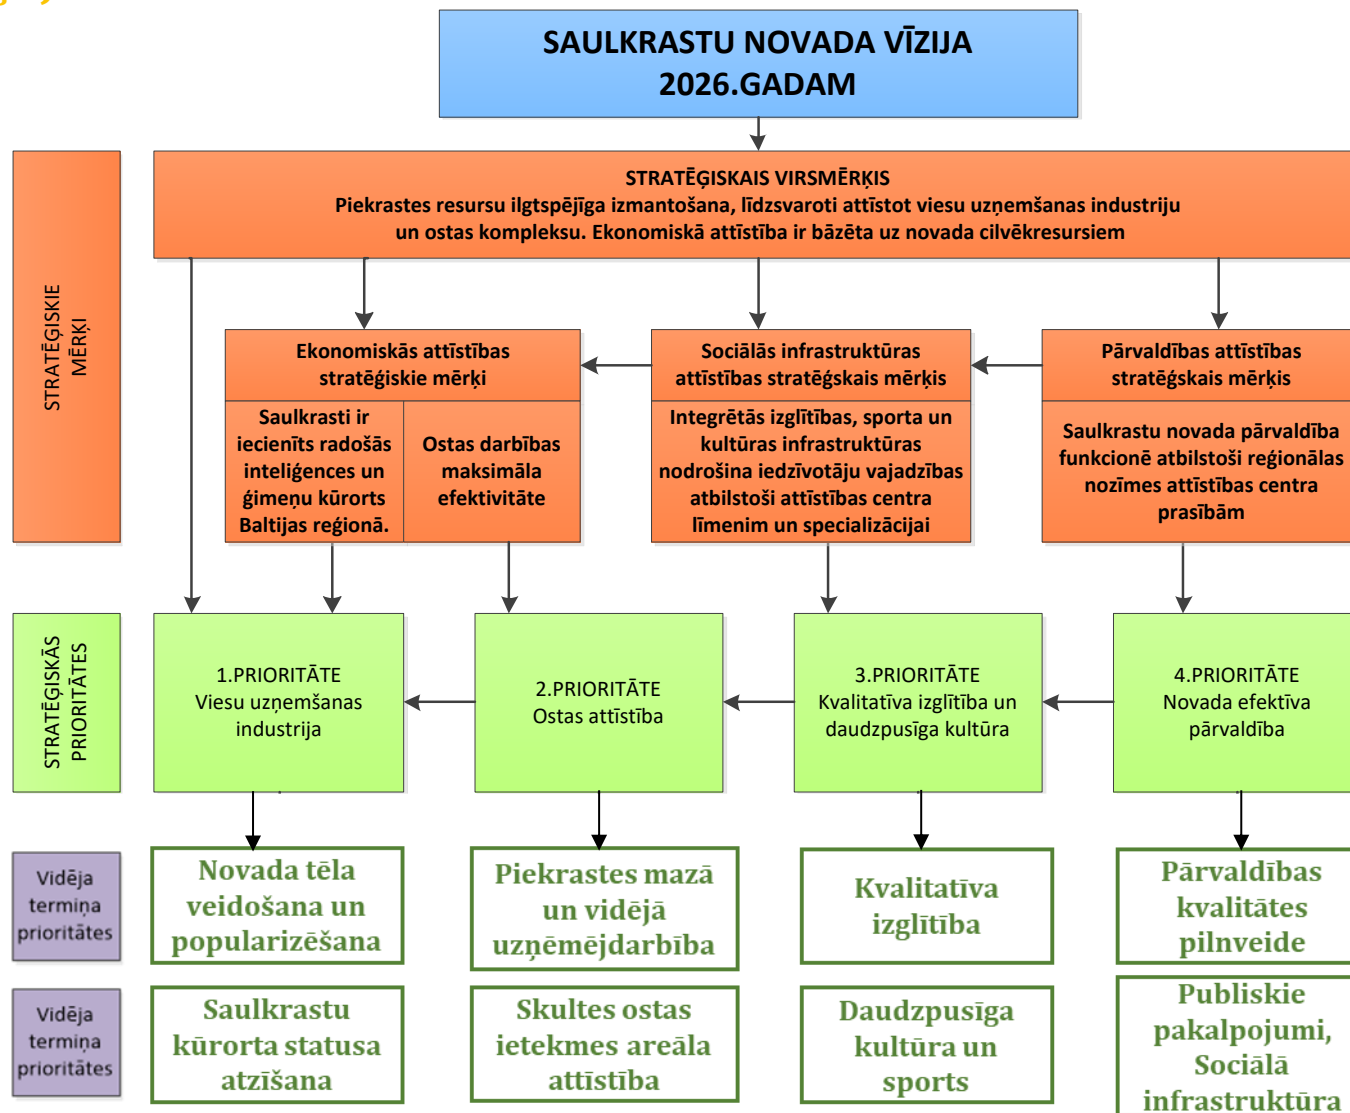 SAULKRASTU NOVADA VĪZIJA
2026.GADAM
STRATĒĢISKIE
MĒRĶI
STRATĒĢISKAIS VIRSMĒRĶIS
Piekrastes resursu ilgtspējīga izmantošana, līdzsvaroti attīstot viesu uzņemšanas industriju
un ostas kompleksu. Ekonomiskā attīstība ir bāzēta uz novada cilvēkresursiem
Ekonomiskās attīstības
stratēģiskie mērķi
Saulkrasti ir
iecienīts radošās
inteliģences un
ģimeņu kūrorts
Baltijas reģionā.
Ostas darbības
maksimāla
efektivitāte
Sociālās infrastruktūras
attīstības stratēģskais mērķis
Integrētās izglītības, sporta un
kultūras infrastruktūras
nodrošina iedzīvotāju vajadzības
atbilstoši attīstības centra
līmenim un specializācijai
Pārvaldības attīstības
stratēģskais mērķis
Saulkrastu novada pārvaldība
funkcionē atbilstoši reģionālas
nozīmes attīstības centra
prasībām
STRATĒĢISKĀS
PRIORITĀTES
1.PRIORITĀTE
Viesu uzņemšanas
industrija
2.PRIORITĀTE
Ostas attīstība
3.PRIORITĀTE
Kvalitatīva izglītība un
daudzpusīga kultūra
4.PRIORITĀTE
Novada efektīva
pārvaldība
Vidēja
termiņa
prioritātes
Novada tēla
veidošana un
popularizēšana
Piekrastes mazā
un vidējā
uzņēmējdarbība
Kvalitatīva
izglītība
Pārvaldības
kvalitātes
pilnveide
Vidēja
termiņa
prioritātes
Saulkrastu
kūrorta statusa
atzīšana
Skultes ostas
ietekmes areāla
attīstība
Daudzpusīga
kultūra un
sports
Publiskie
pakalpojumi,
Sociālā
infrastruktūra